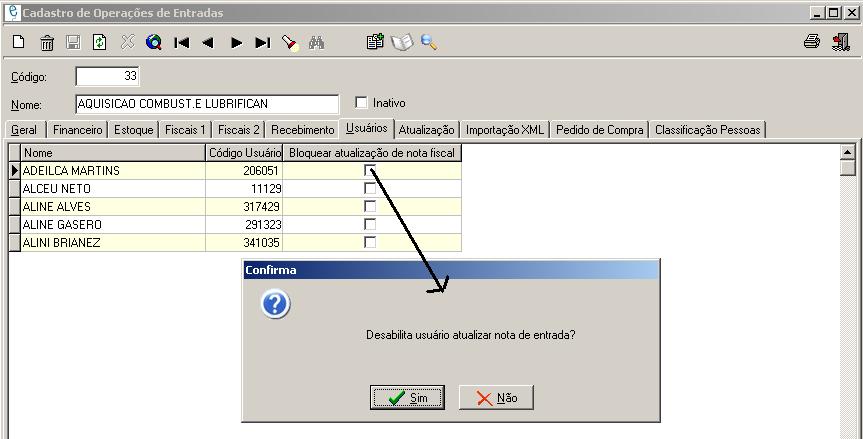 Cadastro de Operações de Entradas
Código: 33
Nome: AQUISICAO COMBUST.E LUBRIFICAN Inativo
Geral Financeiro Estoque Fiscais 1 Fiscais 2 Recebimento Usuários Atualização Importação XML Pedido de Compra Classificação Pessoas
Nome Código Usuário Bloquear atualização de nota fiscal
ADEILCA MARTINS 206051
ALCEU NETO 11129
ALINE ALVES 317429
ALINE GASERO 291323
ALINI BRIANEZ 341035
Confirma
Desabilita usuário atualizar nota de entrada?
Sim Não